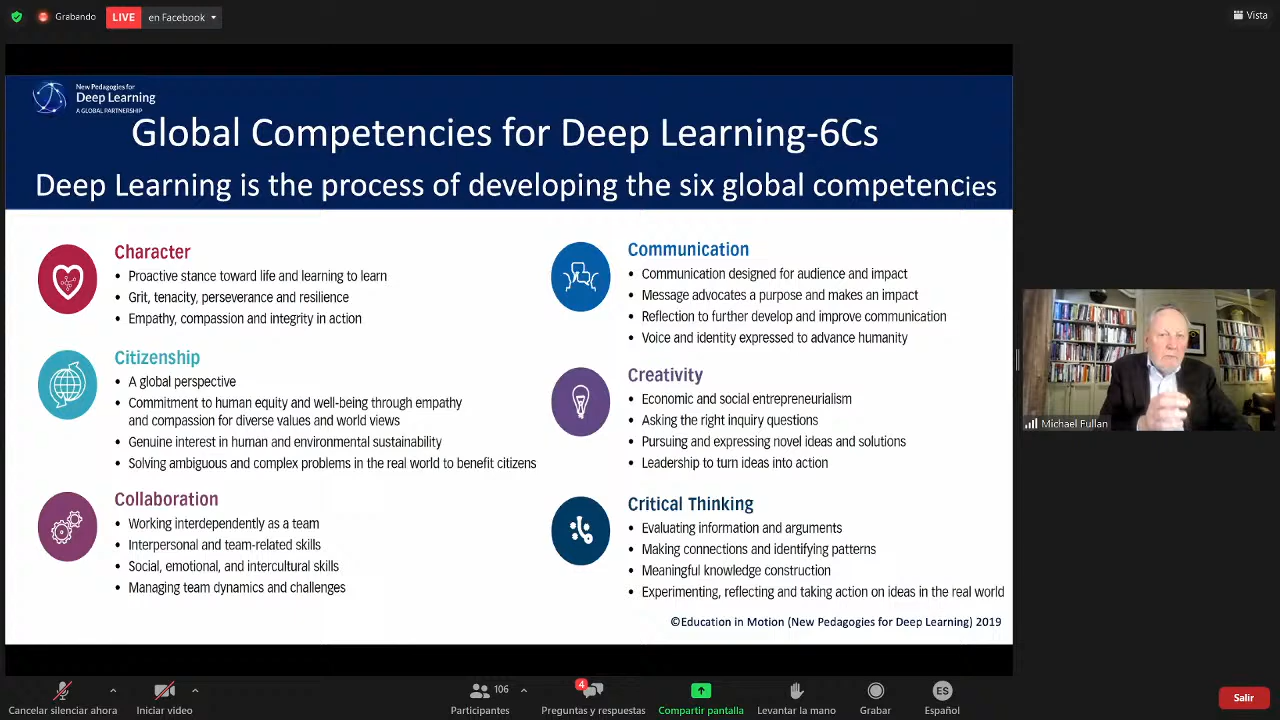 Grabando
LIVE
en Facebook
Vista
New Pedagogies for
Deep Learning
A GLOBAL PARTNERSHIP
Global Competencies for Deep Learning-6Cs
Deep Learning is the process of developing the six global competencies
Character
• Proactive stance toward life and learning to learn
• Grit, tenacity, perseverance and resilience
• Empathy, compassion and integrity in action
Citizenship
• A global perspective
• Commitment to human equity and well-being through empathy
and compassion for diverse values and world views
• Genuine interest in human and environmental sustainability
• Solving ambiguous and complex problems in the real world to benefit citizens
Collaboration
• Working interdependently as a team
• Interpersonal and team-related skills
• Social, emotional, and intercultural skills
• Managing team dynamics and challenges
Communication
• Communication designed for audience and impact
• Message advocates a purpose and makes an impact
• Reflection to further develop and improve communication
• Voice and identity expressed to advance humanity
Creativity
• Economic and social entrepreneurialism
• Asking the right inquiry questions
• Pursuing and expressing novel ideas and solutions
• Leadership to turn ideas into action
Critical Thinking
• Evaluating information and arguments
• Making connections and identifying patterns
• Meaningful knowledge construction
• Experimenting, reflecting and taking action on ideas in the real world
©Education in Motion (New Pedagogies for Deep Learning) 2019
Michael Fullan
Cancelar silenciar ahora
Iniciar video
106
Participantes
4
Preguntas y respuestas
Compartir pantalla
Levantar la mano
Grabar
ES
Español
Salir